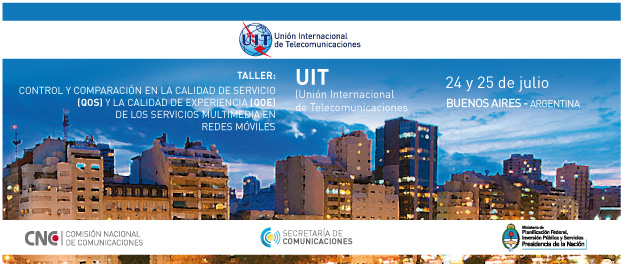 UIT
Unión Internacional
de Telecomunicaciones
TALLER:
CONTROL Y COMPARACIÓN EN LA CALIDAD DE SERVICIO
(QOS) Y LA CALIDAD DE EXPERIENCIA (QOE)
DE LOS SERVICIOS MULTIMEDIA EN
REDES MÓVILES
UIT
(Unión Internacional
de Telecomunicaciones
24 y 25 de julio
BUENOS AIRES - ARGENTINA
CNC COMISIÓN NACIONAL
DE COMUNICACIONES
SECRETARÍA DE
COMUNICACIONES
Ministerio de
Planificación Federal,
Inversión Pública y Servicios
Presidencia de la Nación